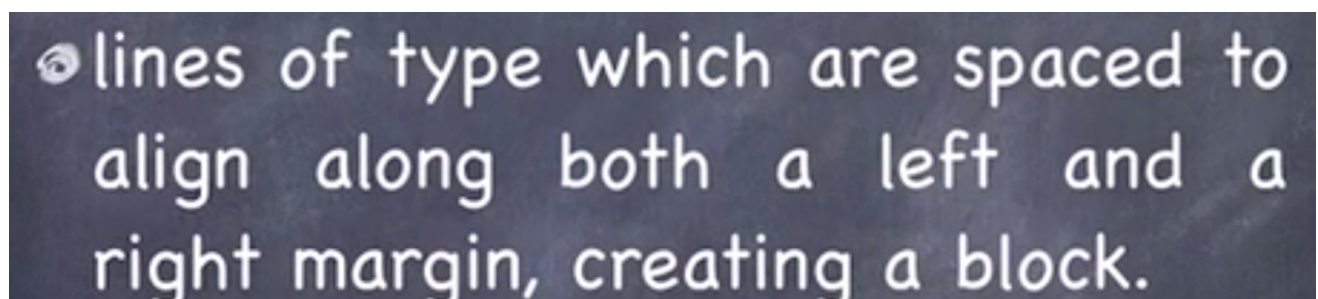 lines of type which are spaced to
align along both a left and a
right margin, creating a block.